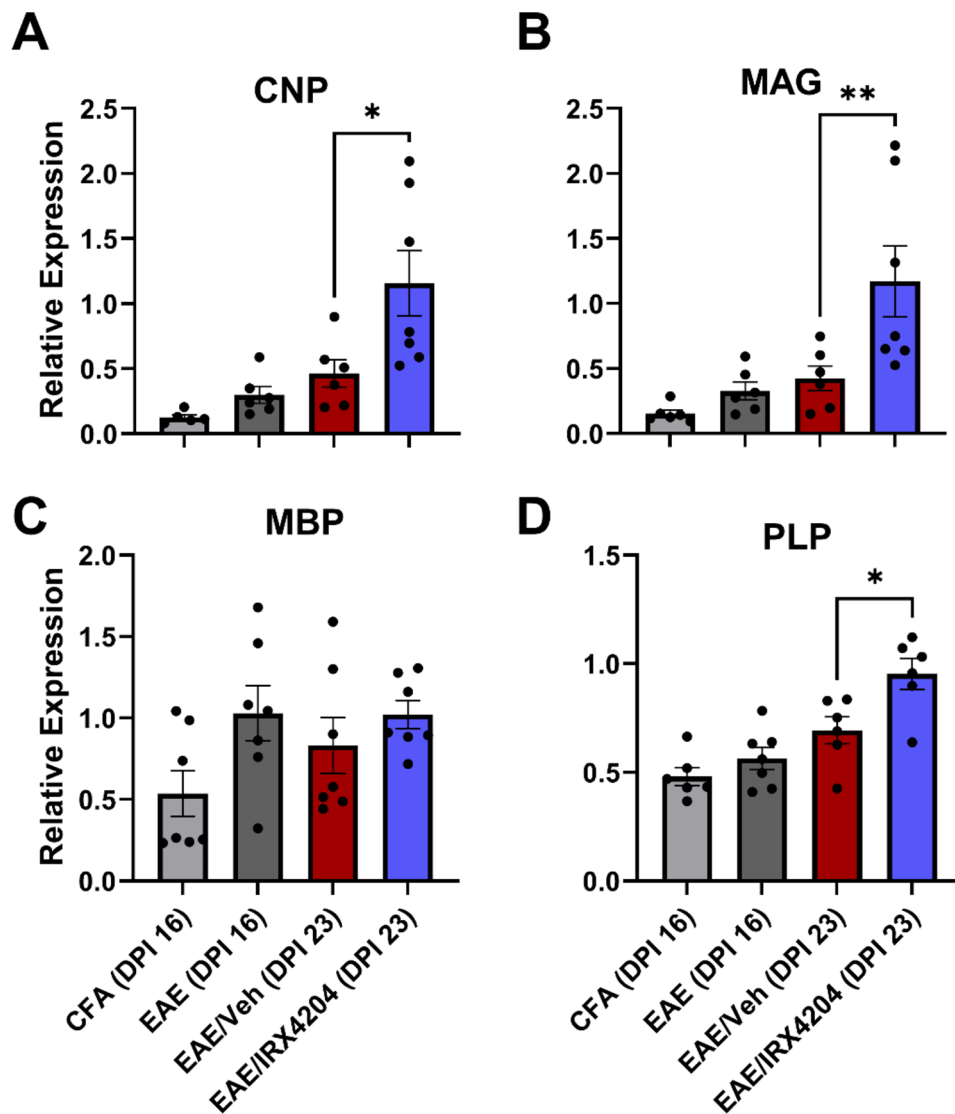 A
B
CNP
MAG
Relative Expression
2.5
2.0
1.5
1.0
0.5
0.0
*
2.5
2.0
1.5
1.0
0.5
0.0
**
C
D
MBP
PLP
Relative Expression
2.0
1.5
1.0
0.5
0.0
1.5
1.0
0.5
0.0
*
CFA (DPI 16)
EAE (DPI 16)
EAE/Veh (DPI 23)
EAE/IRX4204 (DPI 23)
CFA (DPI 16)
EAE (DPI 16)
EAE/Veh (DPI 23)
EAE/IRX4204 (DPI 23)